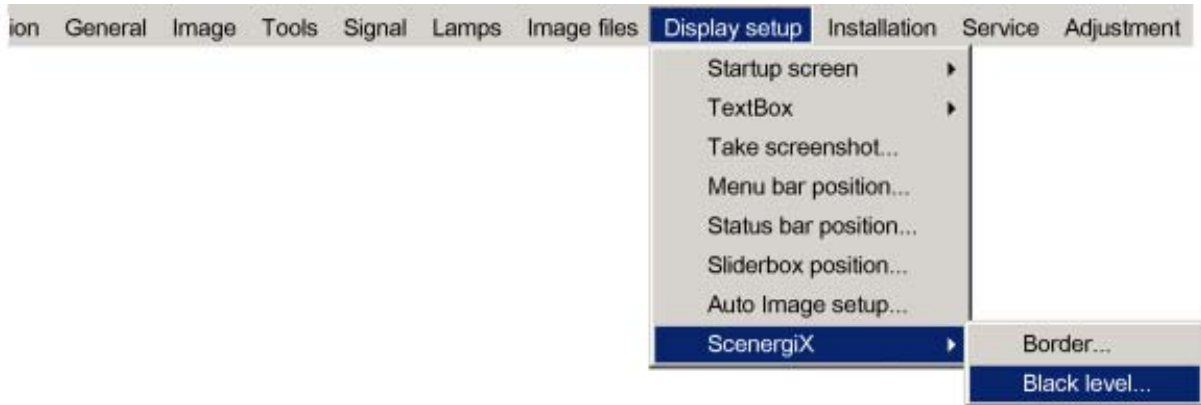 ion General Image Tools Signal Lamps Image files Display setup Installation Service Adjustment
Startup screen
TextBox
Take screenshot...
Menu bar position...
Status bar position...
Sliderbox position...
Auto Image setup...
ScenergiX
Border...
Black level...